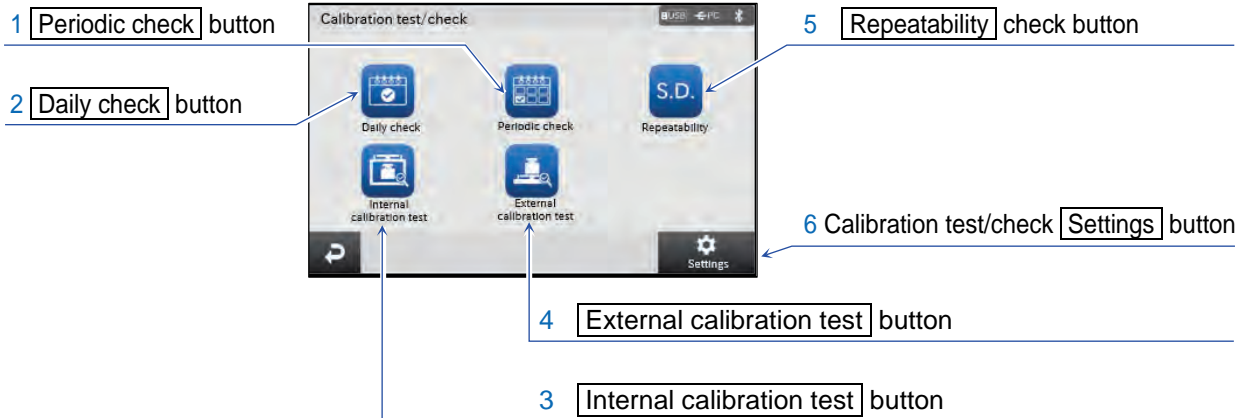 1 Periodic check button
2 Daily check button
Calibration test/check
USB PC
5 Repeatability check button
Daily check
Periodic check
S.D.
Repeatability
Internal
calibration test
External
calibration test
Settings
6 Calibration test/check Settings button
4 External calibration test button
3 Internal calibration test button